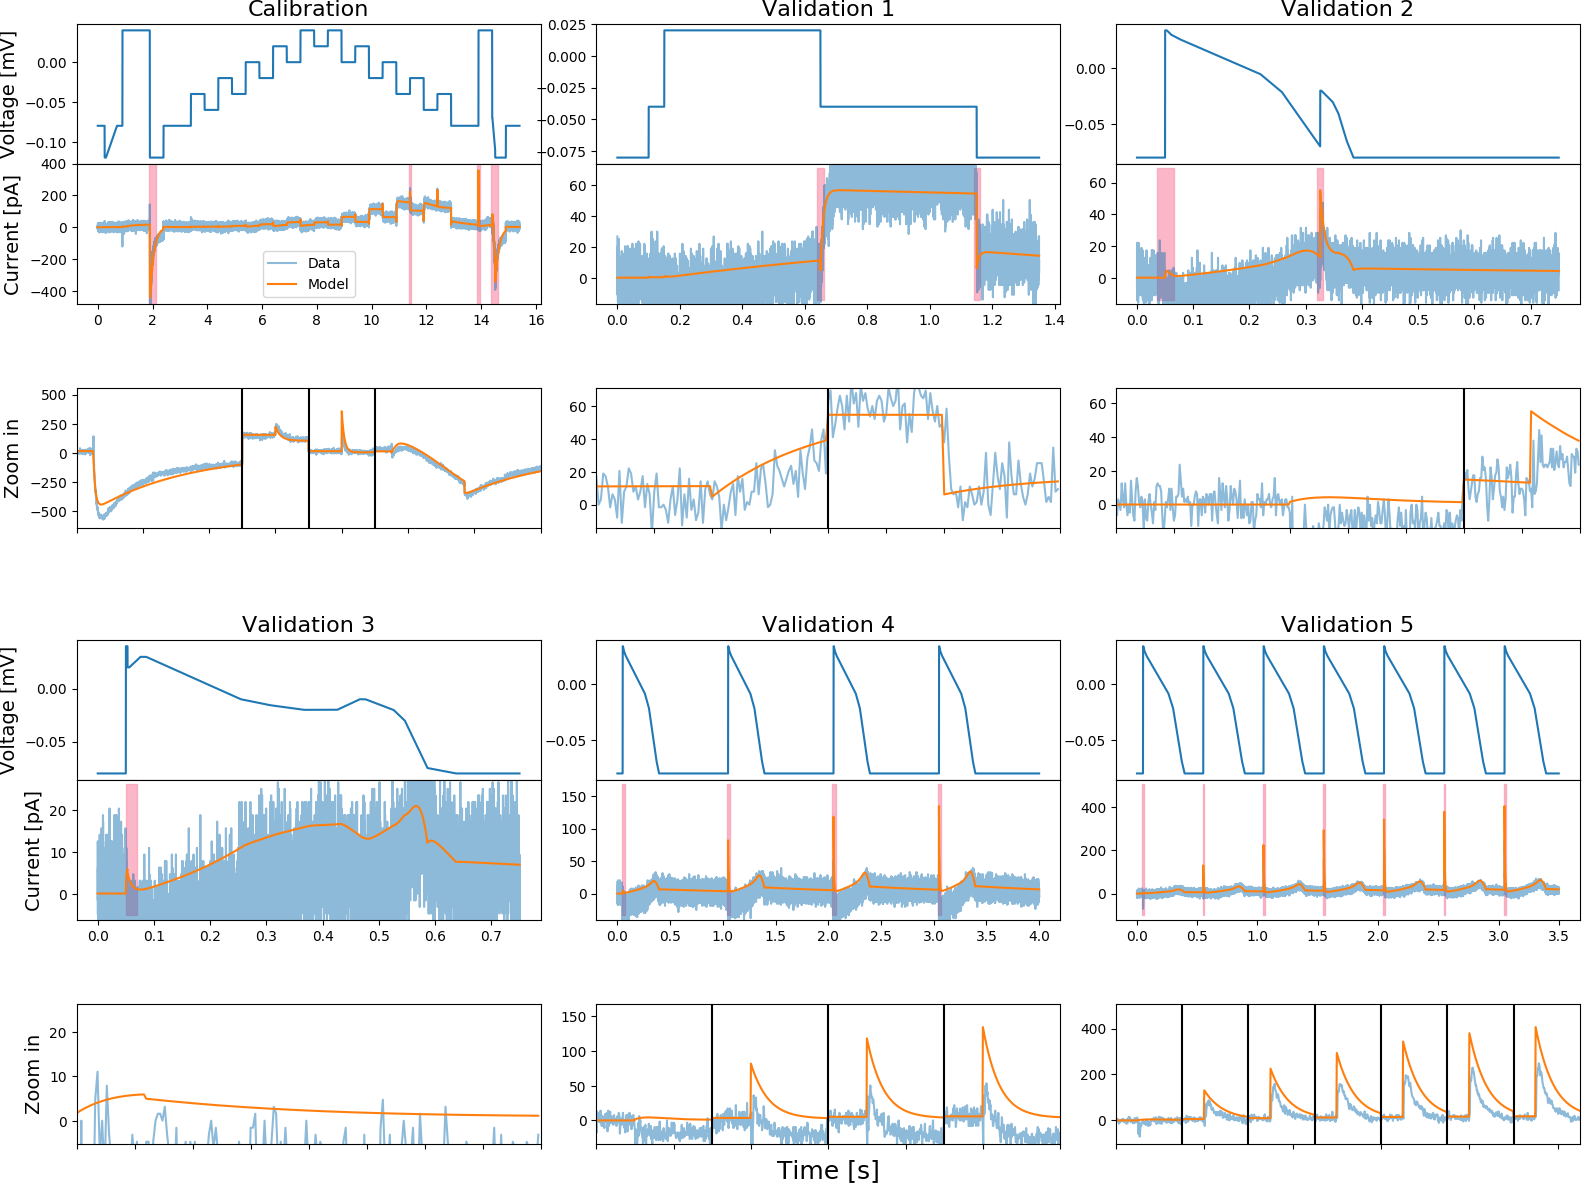 Calibration
Validation 1
Validation 2
Voltage [mV]
0.00
−0.05
−0.10
0.025
0.000
−0.025
−0.050
−0.075
0.00
−0.05
Current [pA]
400
200
0
−200
−400
Data
Model
60
40
20
0
60
40
20
0
0 2 4 6 8 10 12 14 16
0.0 0.2 0.4 0.6 0.8 1.0 1.2 1.4
0.0 0.1 0.2 0.3 0.4 0.5 0.6 0.7
Zoom in
500
250
0
−250
−500
60
40
20
0
60
40
20
0
Validation 3
Validation 4
Validation 5
Voltage [mV]
0.00
−0.05
0.00
−0.05
0.00
−0.05
Current [pA]
20
10
0
150
100
50
0
400
200
0
0.0 0.1 0.2 0.3 0.4 0.5 0.6 0.7
0.0 0.5 1.0 1.5 2.0 2.5 3.0 3.5 4.0
0.0 0.5 1.0 1.5 2.0 2.5 3.0 3.5
Zoom in
20
10
0
150
100
50
0
400
200
0
Time [s]